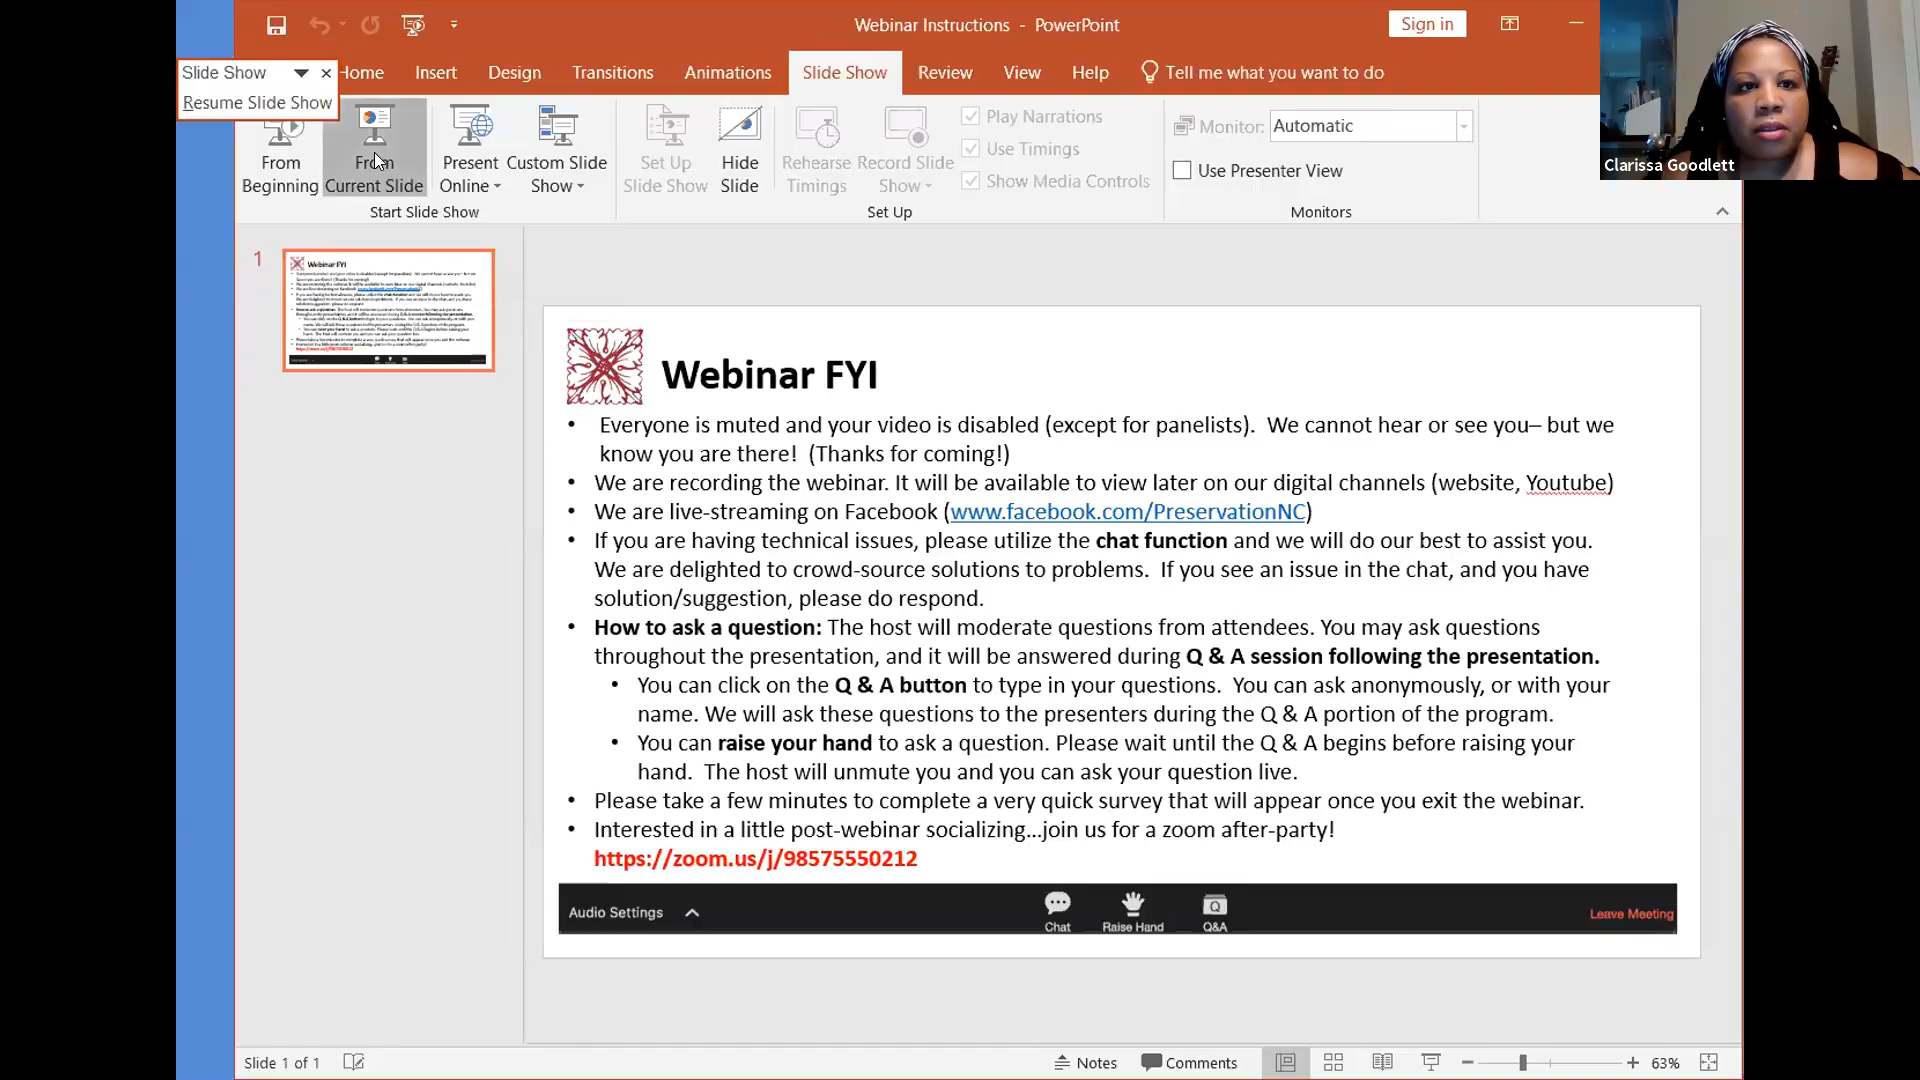 Webinar Instructions - PowerPoint
Sign in
Slide Show
Resume Slide Show
Home
Insert
Design
Transitions
Animations
Slide Show
Review
View
Help
Tell me what you want to do
From Beginning
From Current Slide
Present Online
Custom Slide Show
Set Up Slide Show
Hide Slide
Rehearse Timings
Record Slide Show
Play Narrations
Use Timings
Show Media Controls
Monitor:
Automatic
Use Presenter View
Start Slide Show
Set Up
Monitors
Clarissa Goodlett
1
Webinar FYI
Webinar FYI
• Everyone is muted and your video is disabled (except for panelists). We cannot hear or see you– but we
know you are there! (Thanks for coming!)
• We are recording the webinar. It will be available to view later on our digital channels (website, Youtube)
• We are live-streaming on Facebook (www.facebook.com/PreservationNC)
• If you are having technical issues, please utilize the chat function and we will do our best to assist you.
We are delighted to crowd-source solutions to problems. If you see an issue in the chat, and you have
solution/suggestion, please do respond.
• How to ask a question: The host will moderate questions from attendees. You may ask questions
throughout the presentation, and it will be answered during Q & A session following the presentation.
• You can click on the Q & A button to type in your questions. You can ask anonymously, or with your
name. We will ask these questions to the presenters during the Q & A portion of the program.
• You can raise your hand to ask a question. Please wait until the Q & A begins before raising your
hand. The host will unmute you and you can ask your question live.
• Please take a few minutes to complete a very quick survey that will appear once you exit the webinar.
• Interested in a little post-webinar socializing…join us for a zoom after-party!
https://zoom.us/j/98575550212
Audio Settings
Chat
Raise Hand
Q
Q&A
Leave Meeting
Slide 1 of 1
Notes
Comments
63%